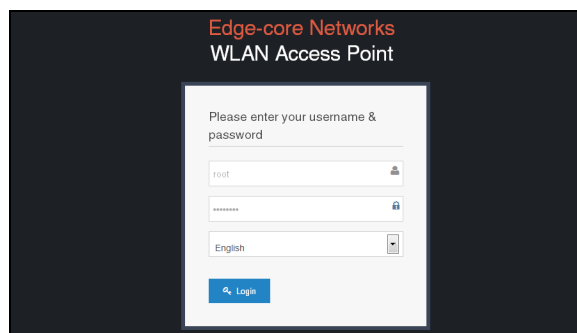 Edge-core Networks
WLAN Access Point
Please enter your username &
password
root
••••••••
English
Login